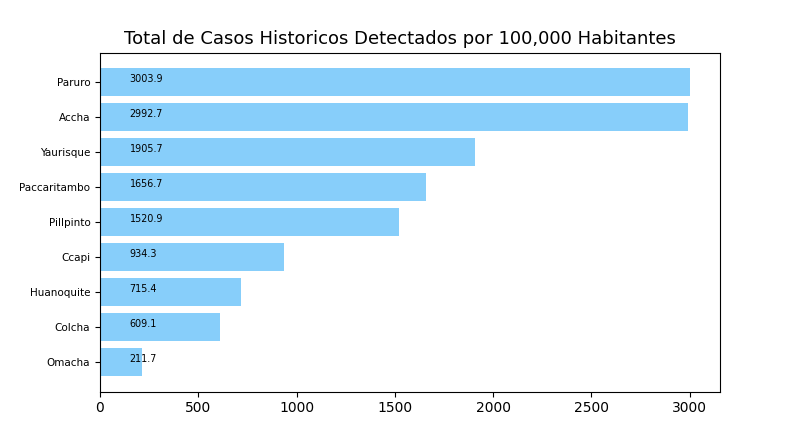 Total de Casos Historicos Detectados por 100,000 Habitantes
Paruro 3003.9
Accha 2992.7
Yaurisque 1905.7
Paccaritambo 1656.7
Pillpinto 1520.9
Ccapi 934.3
Huanoquite 715.4
Colcha 609.1
Omacha 211.7
0 500 1000 1500 2000 2500 3000